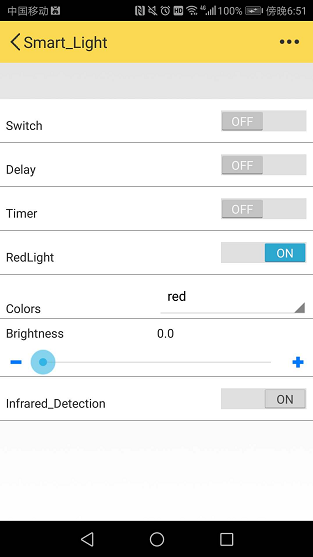 中国移动 4G 100% 傍晚6:51
Smart_Light
Switch OFF
Delay OFF
Timer OFF
RedLight ON
Colors red
Brightness 0.0
Infrared_Detection ON